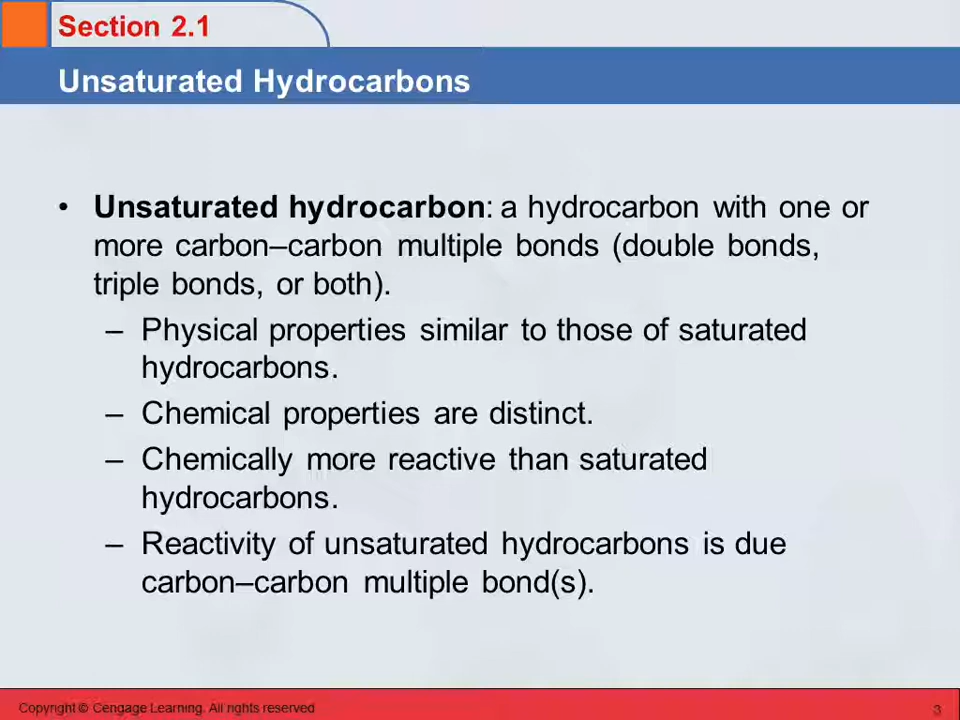 Section 2.1
Unsaturated Hydrocarbons
• Unsaturated hydrocarbon: a hydrocarbon with one or
more carbon–carbon multiple bonds (double bonds,
triple bonds, or both).
– Physical properties similar to those of saturated
hydrocarbons.
– Chemical properties are distinct.
– Chemically more reactive than saturated
hydrocarbons.
– Reactivity of unsaturated hydrocarbons is due
carbon–carbon multiple bond(s).
Copyright © Cengage Learning. All rights reserved
3